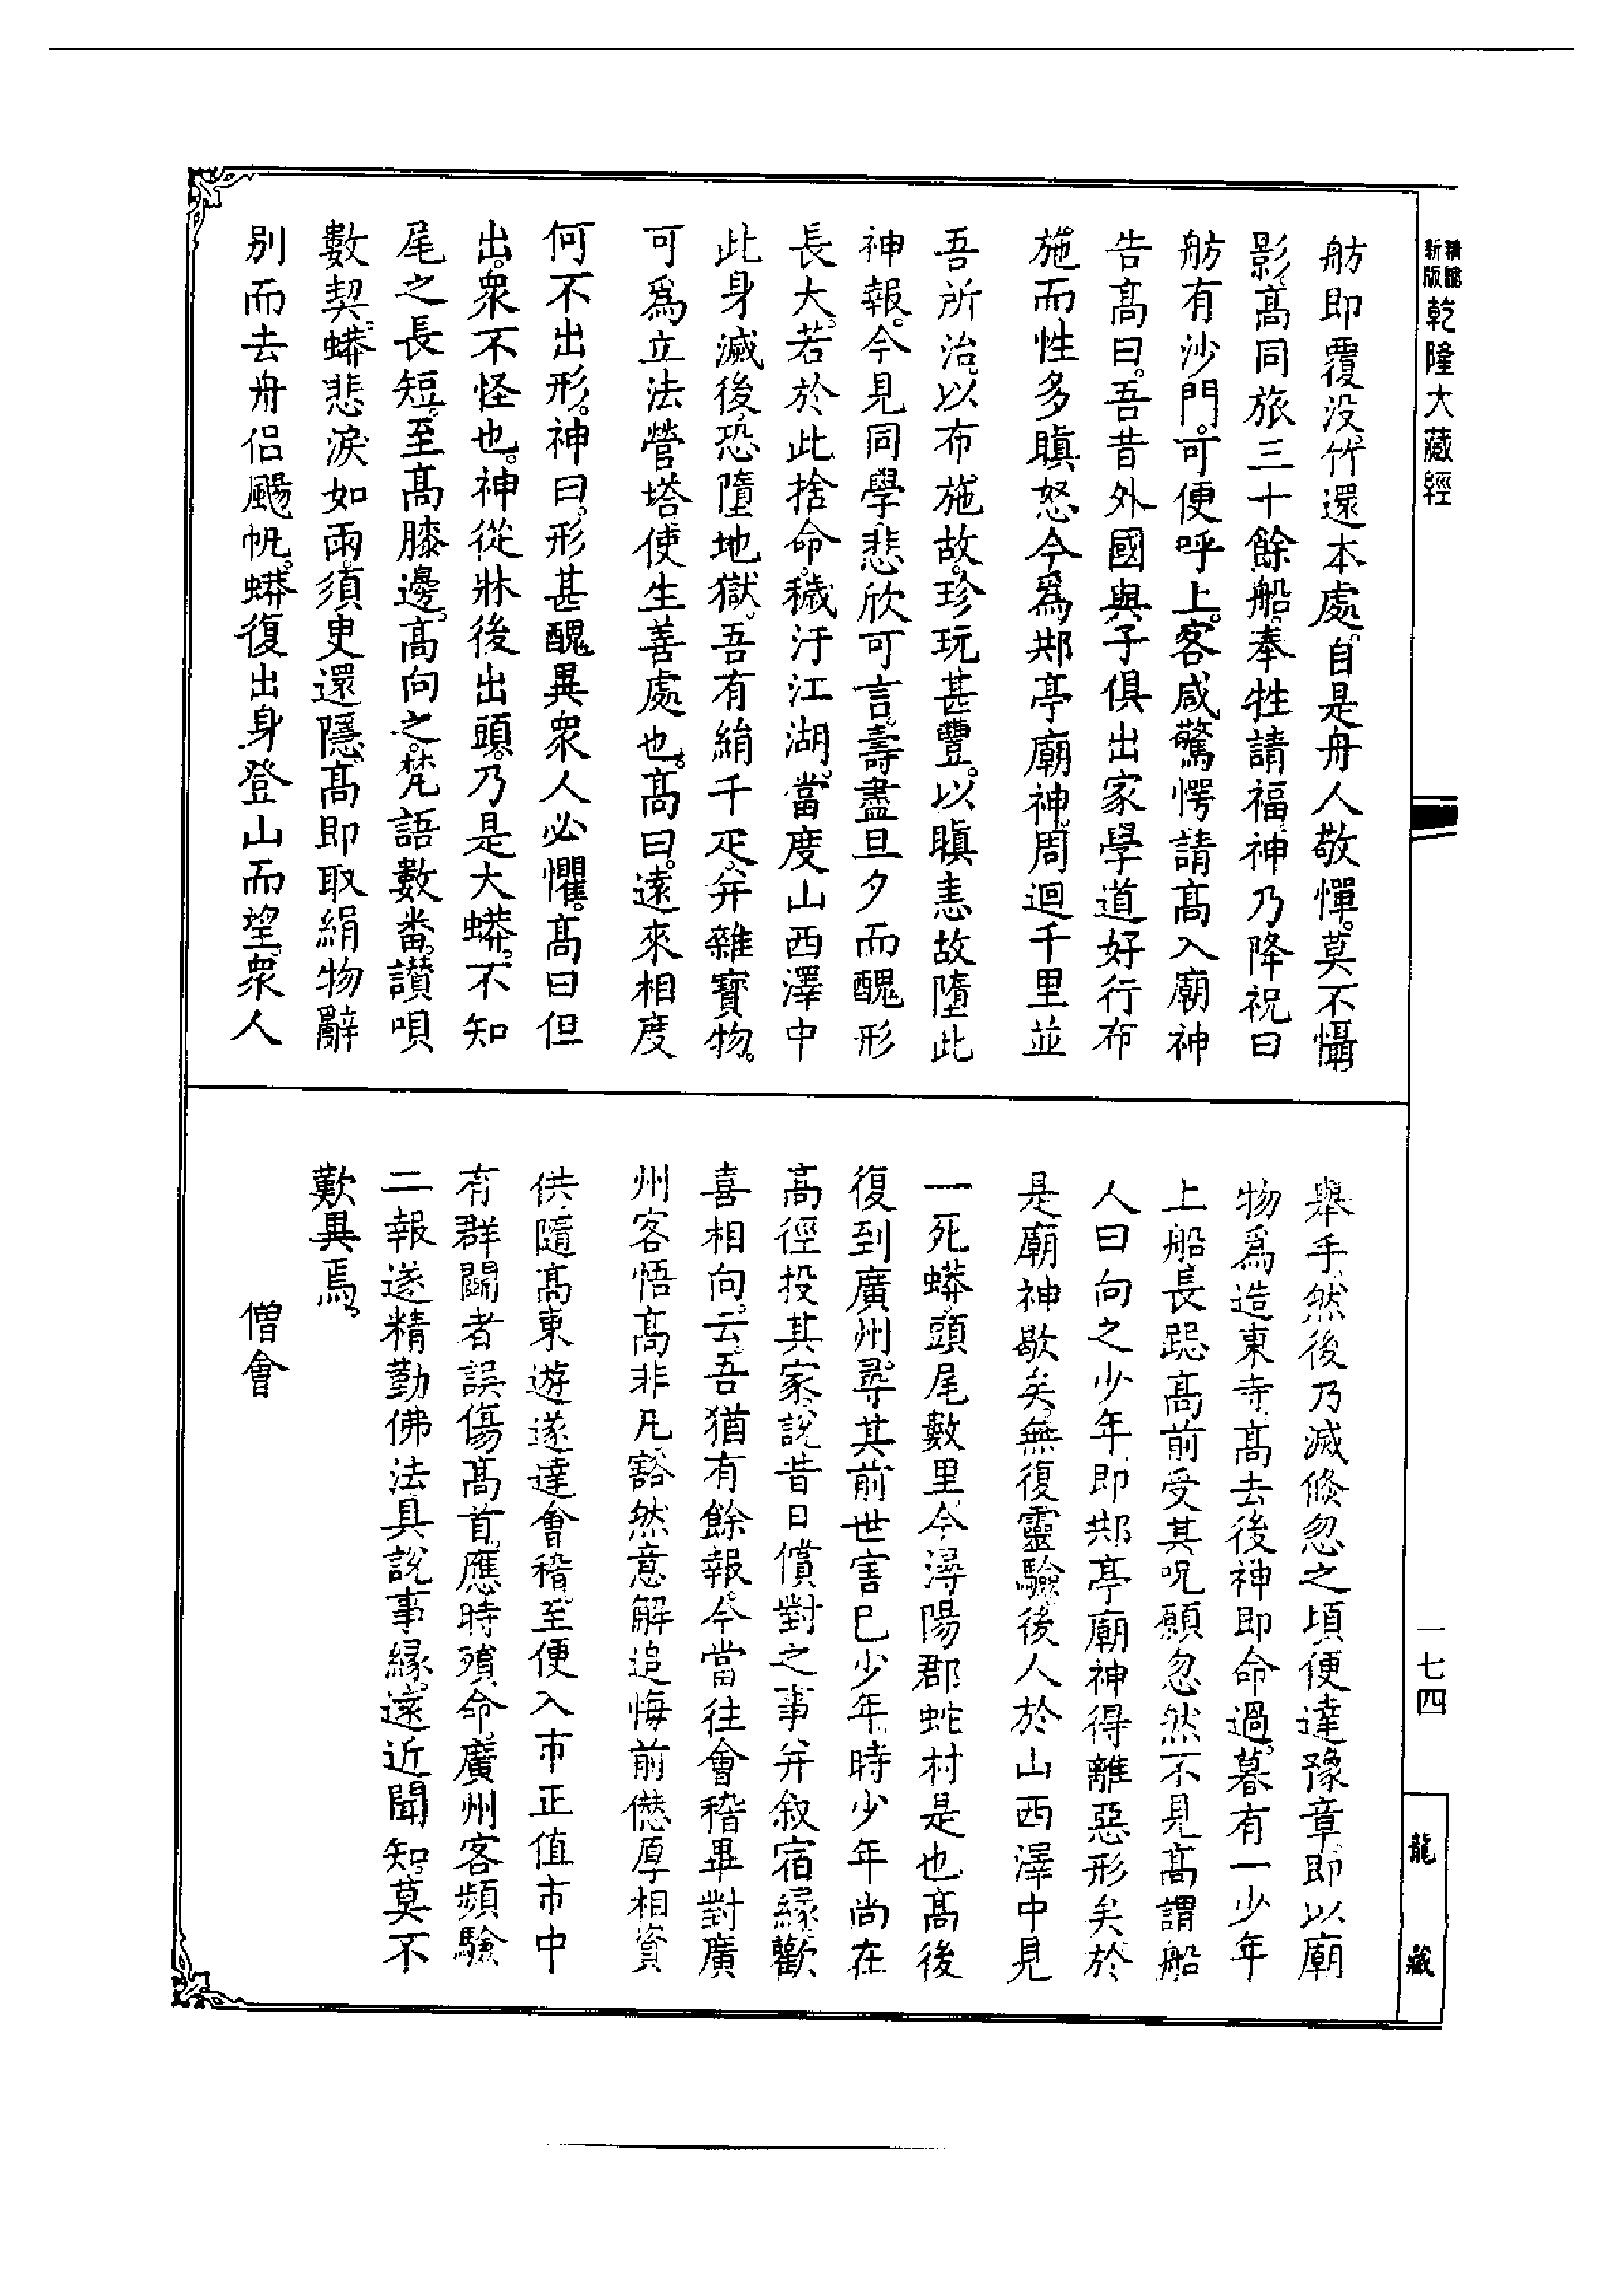 精縮新版乾隆大藏經
舫即覆没竹還本處自是舟人敬憚莫不懾
影高同旅三十餘船奉牲請福神乃降祝曰
舫有沙門可便呼上客咸驚愕請高入廟神
告高曰吾昔外國與子俱出家學道好行布
施而性多瞋怒今爲䢼亭廟神周迴千里並
吾所治以布施故珍玩甚豐以瞋恚故墮此
神報今見同學悲欣可言壽盡旦夕而醜形
長大若於此捨命穢汙江湖當度山西澤中
此身滅後恐墮地獄吾有絹千疋并雜寶物
可爲立法營塔使生善處也高曰遠來相度
何不出形神曰形甚醜異衆人必懼高曰但
出衆不怪也神從牀後出頭乃是大蟒不知
尾之長短至高膝邊高向之梵語數番讃唄
數契蟒悲淚如雨須㬰還隱高即取絹物辭
别而去舟侣颺帆蟒復出身登山而望衆人
舉手然後乃滅倐忽之頃便達豫章即以廟
物爲造東寺高去後神即命過暮有一少年
上船長跽高前受其呪願忽然不見高謂船
人曰向之少年即䢼亭廟神得離惡形矣於
是廟神歇矣無復靈驗後人於山西澤中見
一死蟒頭尾數里今潯陽郡蛇村是也高後
復到廣州尋其前世害已少年時少年尚在
高徑投其家說昔日償對之事并叙宿縁歡
喜相向云吾猶有餘報今當往會稽畢對廣
州客悟高非凡豁然意解追悔前愆厚相資
供隨高東遊遂達會稽至便入市正值市中
有群鬬者誤傷高首應時殞命廣州客頻驗
二報遂精勤佛法具說事縁遠近聞知莫不
歎異焉
僧會
一七四
龍藏